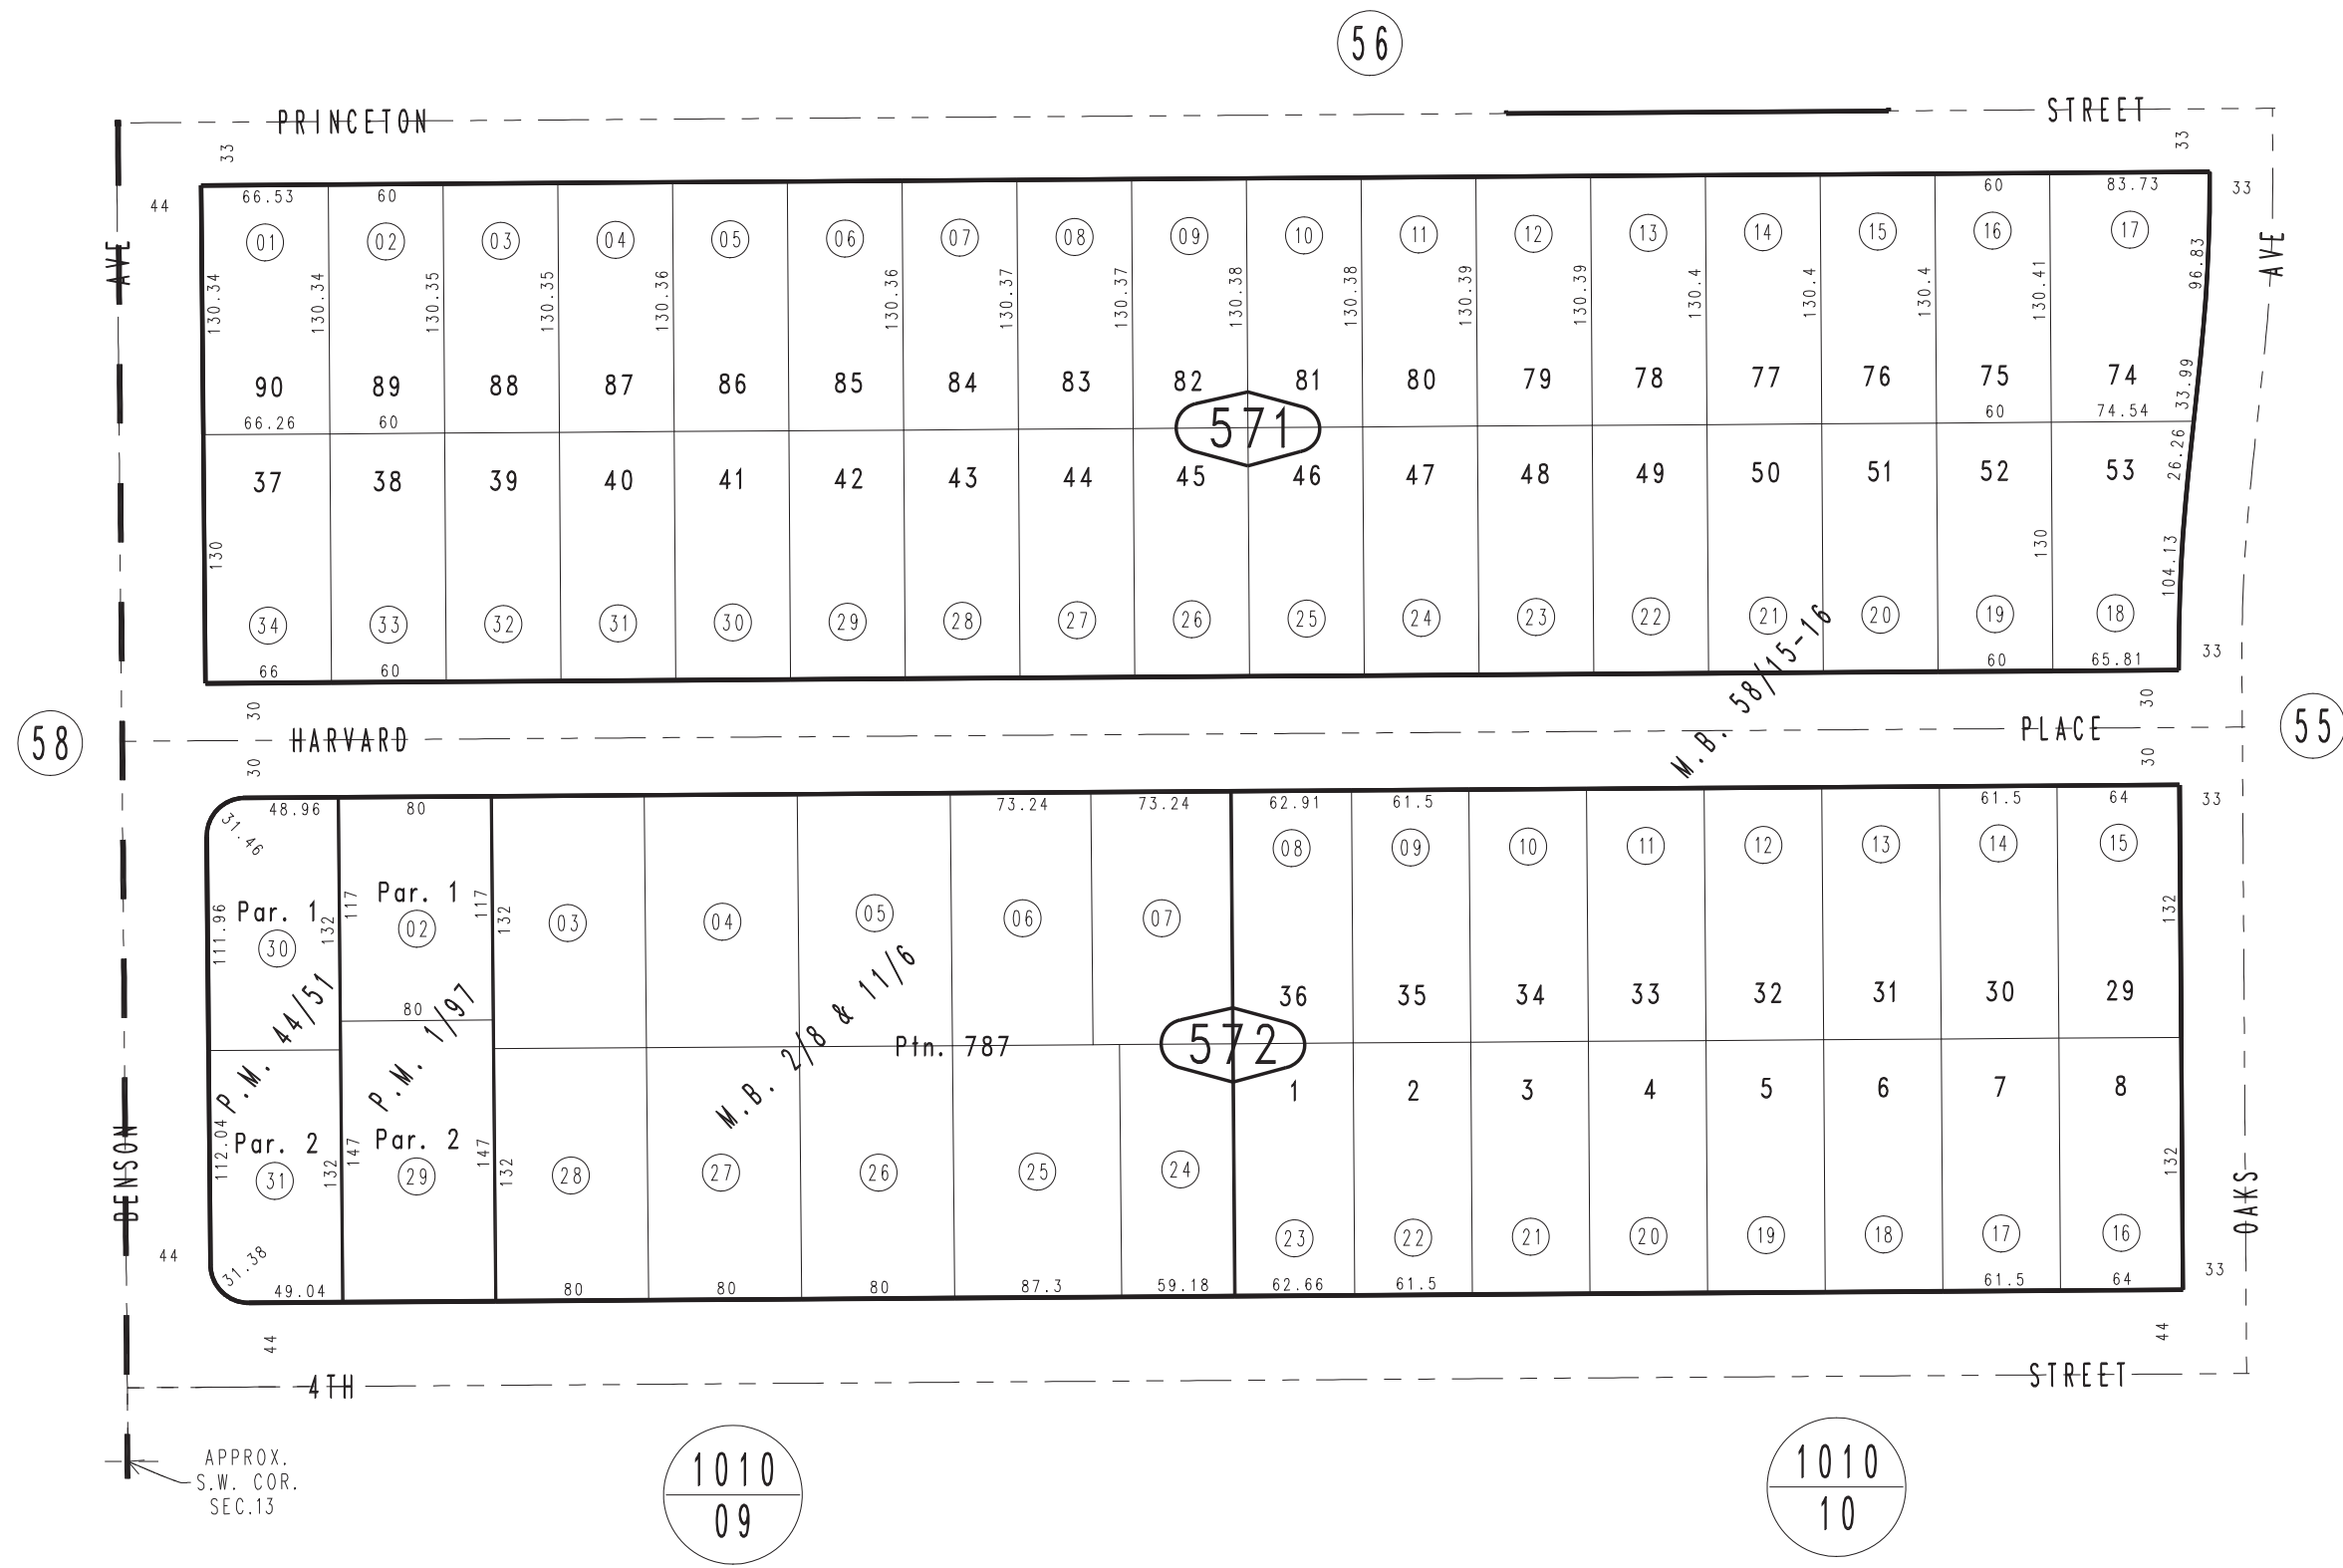 56
PRINCETON STREET
33 33
44 66.53 60 60 83.73 33
01 02 03 04 05 06 07 08 09 10 11 12 13 14 15 16 17
AVE AVE
130.34 130.34 130.35 130.35 130.36 130.36 130.37 130.37 130.38 130.38 130.39 130.39 130.4 130.4 130.4 130.41 96.83
90 89 88 87 86 85 84 83 82 81 80 79 78 77 76 75 74
33.99
66.26 60 60 74.54
571
26.26
37 38 39 40 41 42 43 44 45 46 47 48 49 50 51 52 53
130 130 104.13
34 33 32 31 30 29 28 27 26 25 24 23 22 21 20 19 18
66 60 60 65.81 33
M.B. 58/15-16
30 30
58 HARVARD PLACE 55
30 30
48.96 80 73.24 73.24 62.91 61.5 61.5 64 33
31.46
08 09 10 11 12 13 14 15
Par. 1 Par. 1
111.96 132 117 117 132 132
30 02 03 04 05 06 07
P.M. 44/51
P.M. 1/97
M.B. 2/8 & 11/6
80
36 35 34 33 32 31 30 29
Ptn. 787
572
1 2 3 4 5 6 7 8
Par. 2 Par. 2
112.04 132 147 147 132 132
31 29 28 27 26 25 24
DENSON OAKS
23 22 21 20 19 18 17 16
44 31.38 33
49.04 80 80 80 87.3 59.18 62.66 61.5 61.5 64
44 44
4TH STREET
APPROX.
S.W. COR.
SEC.13
1010
09
1010
10